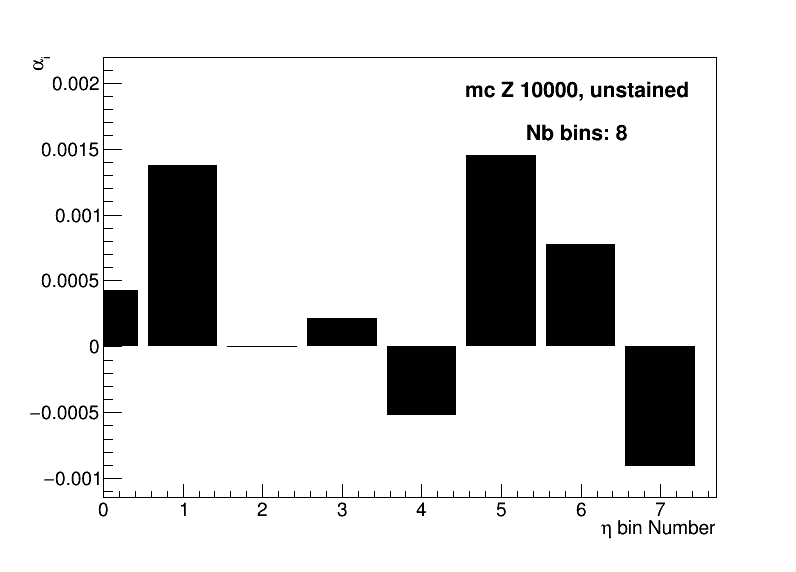 αi
0.002
0.0015
0.001
0.0005
0
−0.0005
−0.001
mc Z 10000, unstained
Nb bins: 8
0 1 2 3 4 5 6 7
η bin Number